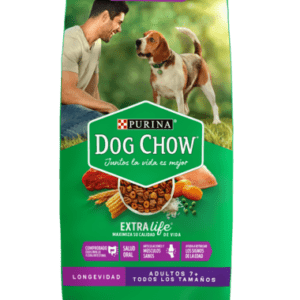 PURINA
DOG CHOW
Juntos la vida es mejor
EXTRA life
MAXIMIZA SU CALIDAD DE VIDA
SALUD
ORAL
LONGEVIDAD
ADULTOS 7+
TODOS LOS TAMAÑOS